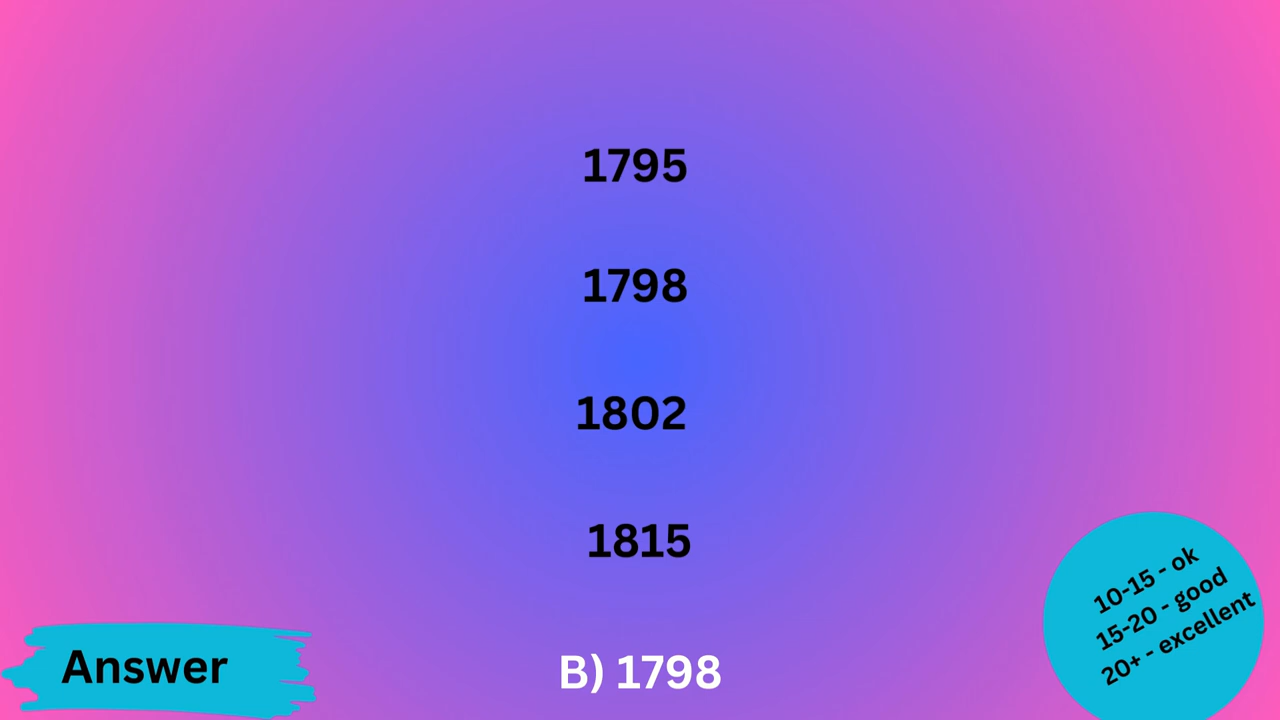 1795
1798
1802
1815
10-15 - ok
15-20 - good
20+ - excellent
Answer
B) 1798